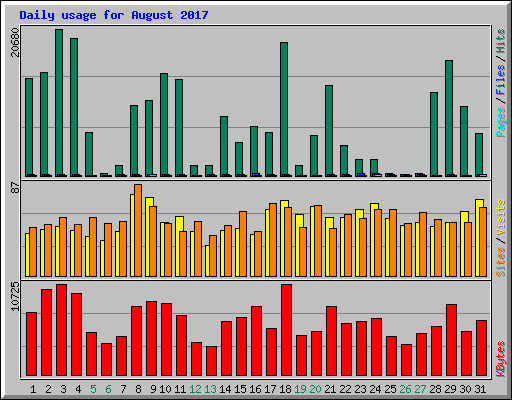 Daily usage for August 2017
20680
Pages / Files / Hits
87
Sites / Visits
10725
KBytes
1 2 3 4 5 6 7 8 9 10 11 12 13 14 15 16 17 18 19 20 21 22 23 24 25 26 27 28 29 30 31